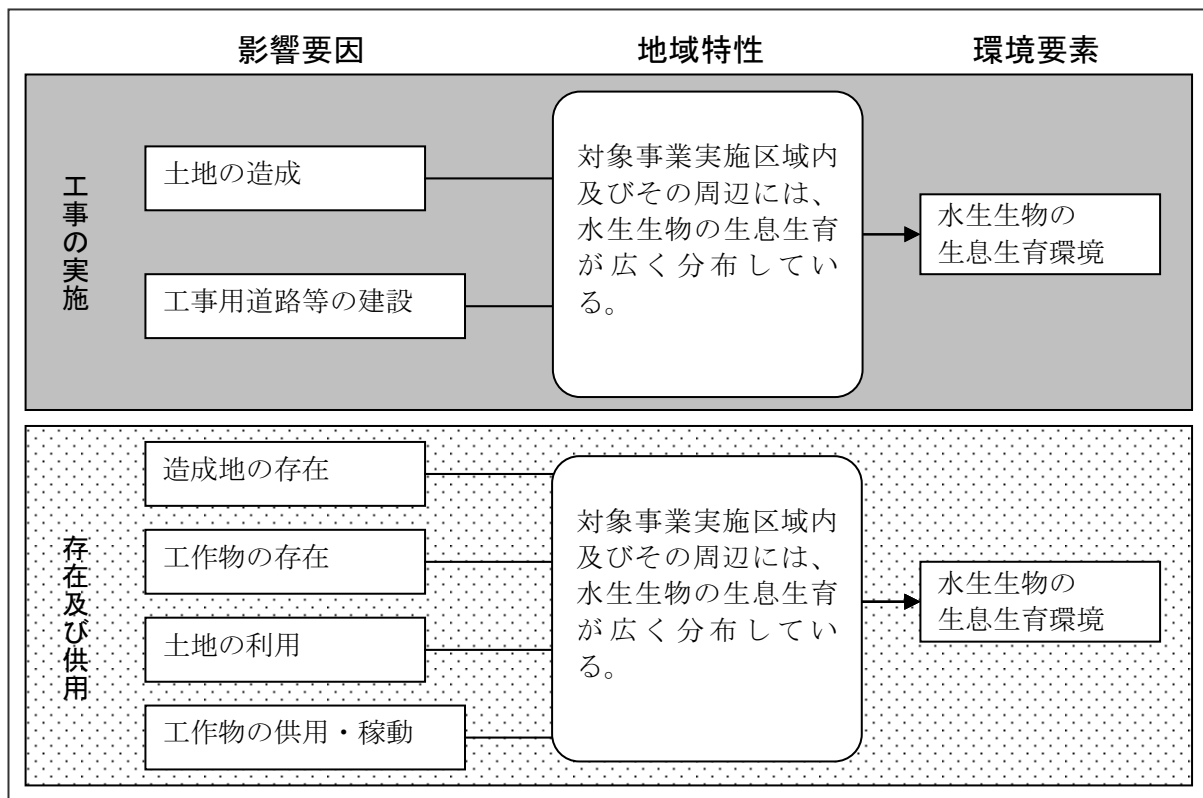 影響要因
地域特性
環境要素
工事の実施
土地の造成
工事用道路等の建設
対象事業実施区域内
及びその周辺には、
水生生物の生息生育
が広く分布してい
る。
水生生物の
生息生育環境
存在及び供用
造成地の存在
工作物の存在
土地の利用
工作物の供用・稼動
対象事業実施区域内
及びその周辺には、
水生生物の生息生育
が広く分布してい
る。
水生生物の
生息生育環境